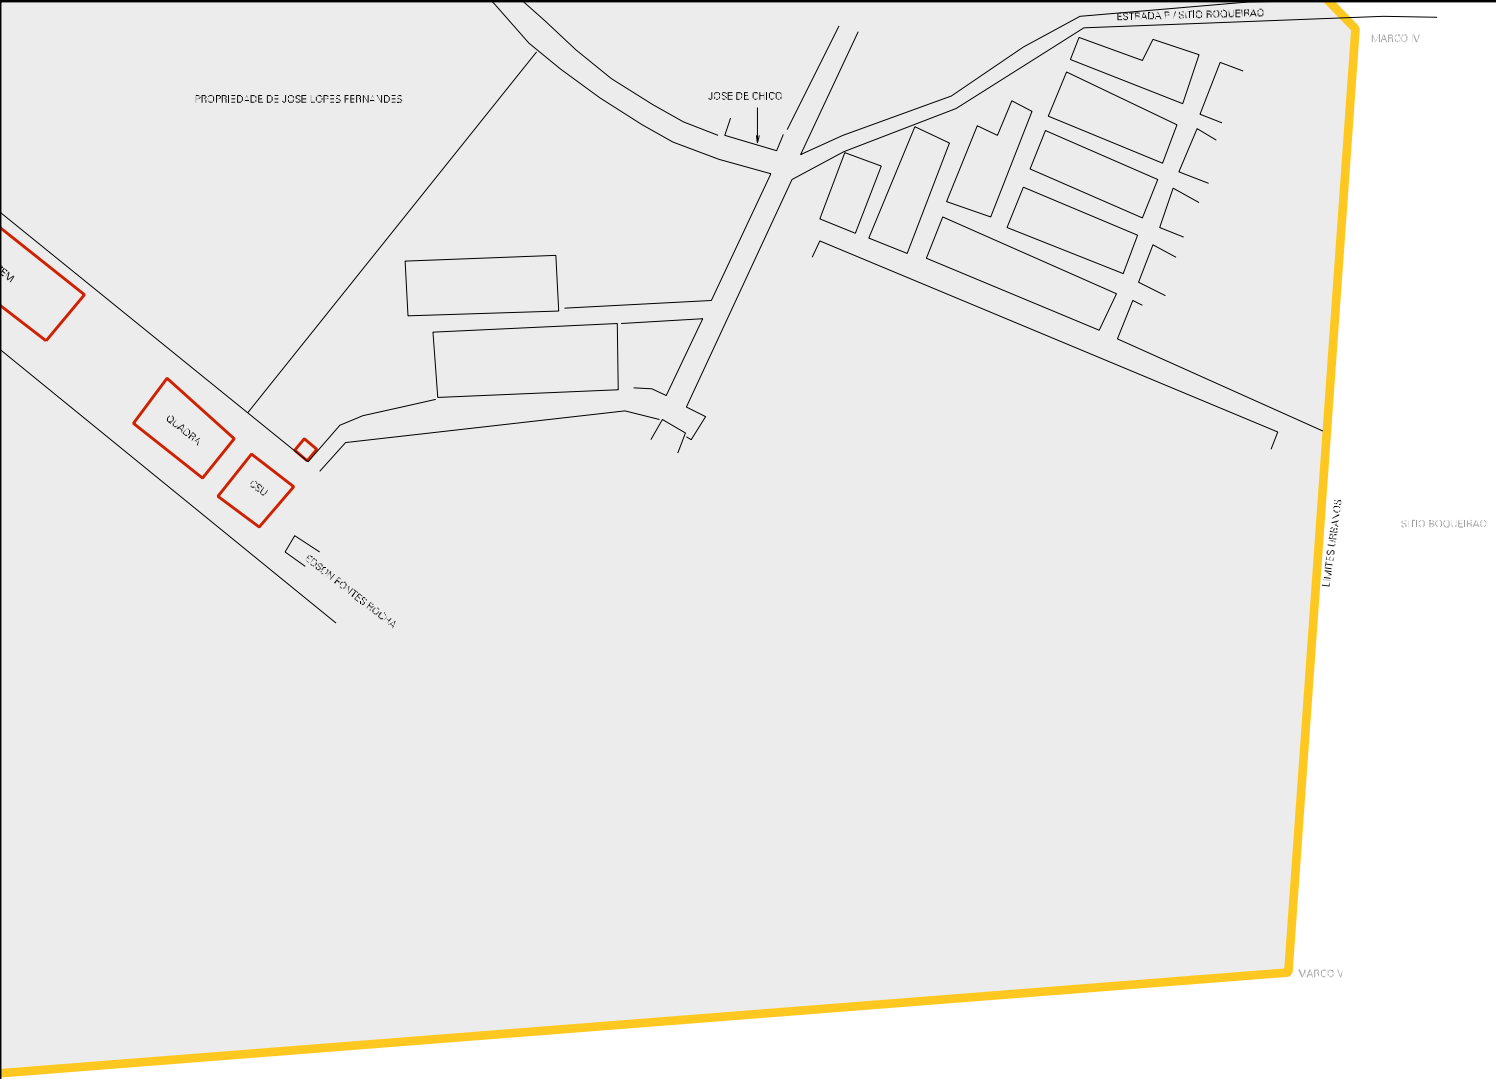 ESTRADA P / SITIO BOQUEIRAO
MARCO IV
PROPRIEDADE DE JOSE LOPES FERNANDES
JOSE DE CHICO
QUADRA
CSU
SITIO BOQUEIRAO
LIMITES URBANOS
EDSON PONTES ROCHA
MARCO V